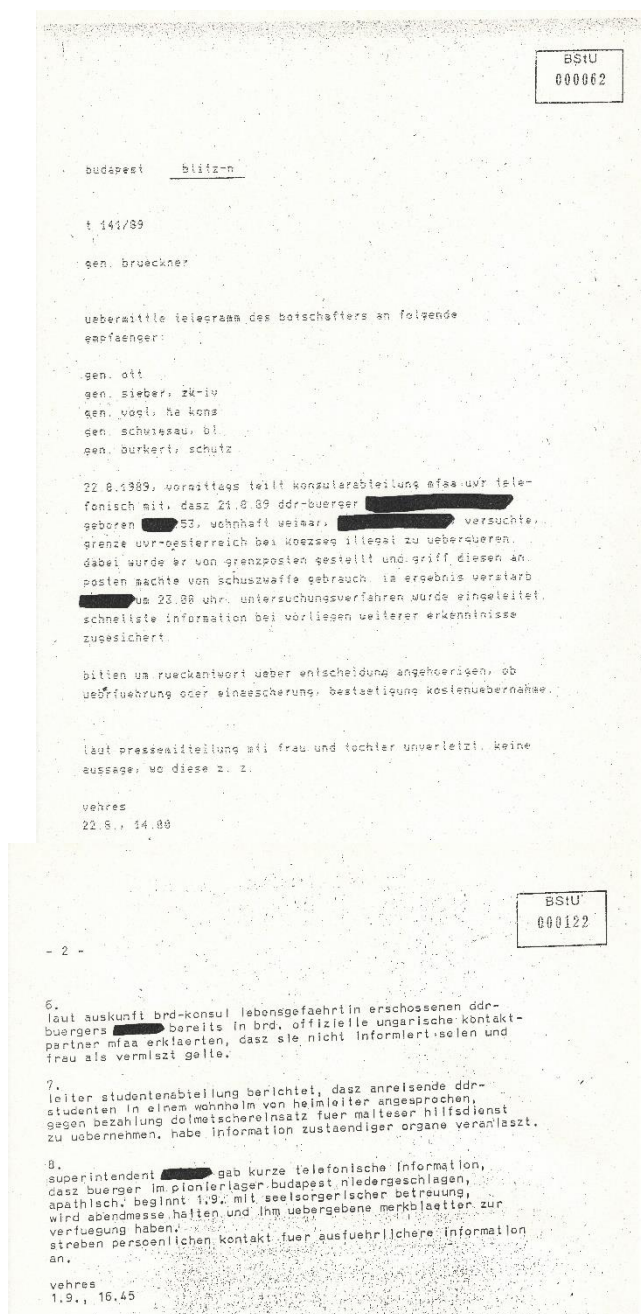 BStU
000062
budapest blitz-n
t 141/89
gen. brueckner
uebermittle telegramm des botschafters an folgende
empfaenger:
gen. ott
gen. sieber, zk-iv
gen. vogl, ha kons
gen. schwiesau, bl
gen. burkert, schutz
22 8.1989, vormittags teilt konsularabteilung mfaa uvr tele-
fonisch mit, dasz 21.8.89 ddr-buerger
geboren 53, wohnhaft weimar, versuchte,
grenze uvr-oesterreich bei koezseg illegal zu ueberqueren.
dabei wurde er von grenzposten gestellt und griff diesen an.
posten machte von schuszwaffe gebrauch. im ergebnis verstarb
um 23.00 uhr. untersuchungsverfahren wurde eingeleitet.
schnellste information bei vorliegen weiterer erkenntnisse
zugesichert.
bitten um rueckantwort ueber entscheidung angehoerigen, ob
uebrfuehrung oder einaescherung, bestaetigung kostenuebernahme.
laut pressemitteilung mti frau und tochter unverletzt. keine
aussage, wo diese z. z.
vehres
22.8., 14.00
BStU
000122
- 2 -
6.
laut auskunft brd-konsul lebensgefaehrtin erschossenen ddr-
buergers bereits in brd. offizielle ungarische kontakt-
partner mfaa erklaerten, dasz sie nicht informiert seien und
frau als vermiszt gelte.
7.
leiter studentenabteilung berichtet, dasz anreisende ddr-
studenten in einem wohnheim von heimleiter angesprochen,
gegen bezahlung dolmetschereinsatz fuer malteser hilfsdienst
zu uebernehmen. habe information zustaendiger organe veranlaszt.
8.
superintendent gab kurze telefonische information,
dasz buerger im pionierlager budapest niedergeschlagen,
apathisch. beginnt 1.9. mit seelsorgerischer betreuung,
wird abendmesse halten und ihm uebergebene merkblaetter zur
verfuegung haben.
streben persoenlichen kontakt fuer ausfuehrlichere information
an.
vehres
1.9., 16.45